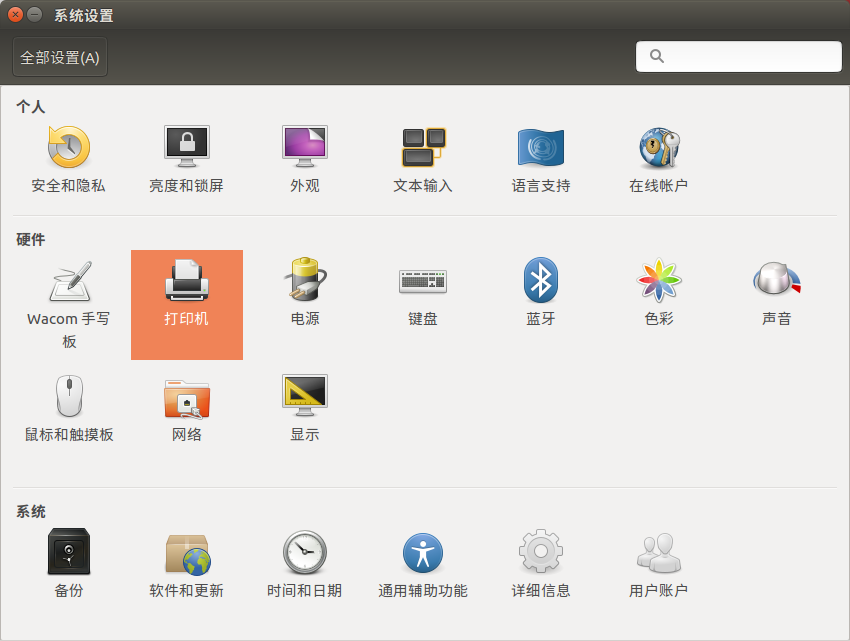 系统设置
全部设置(A)
个人
安全和隐私
亮度和锁屏
外观
文本输入
语言支持
在线帐户
硬件
Wacom 手写
板
打印机
电源
键盘
蓝牙
色彩
声音
鼠标和触摸板
网络
显示
系统
备份
软件和更新
时间和日期
通用辅助功能
详细信息
用户账户